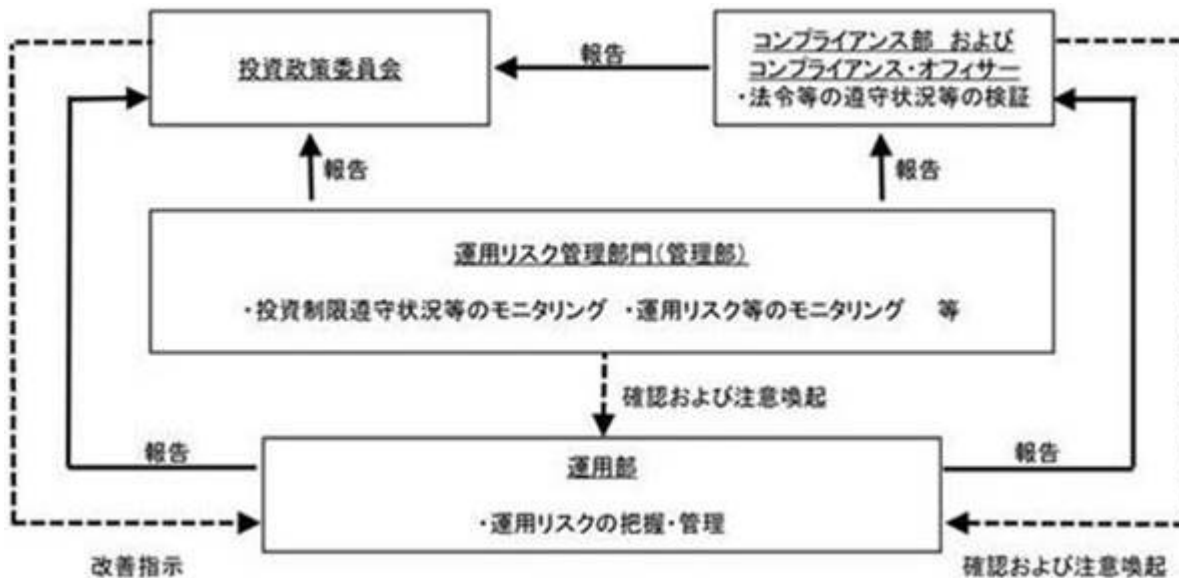 投資政策委員会
報告
コンプライアンス部 および
コンプライアンス・オフィサー
・法令等の遵守状況等の検証
報告
報告
運用リスク管理部門(管理部)
・投資制限遵守状況等のモニタリング ・運用リスク等のモニタリング 等
確認および注意喚起
報告
運用部
報告
・運用リスクの把握・管理
改善指示
確認および注意喚起